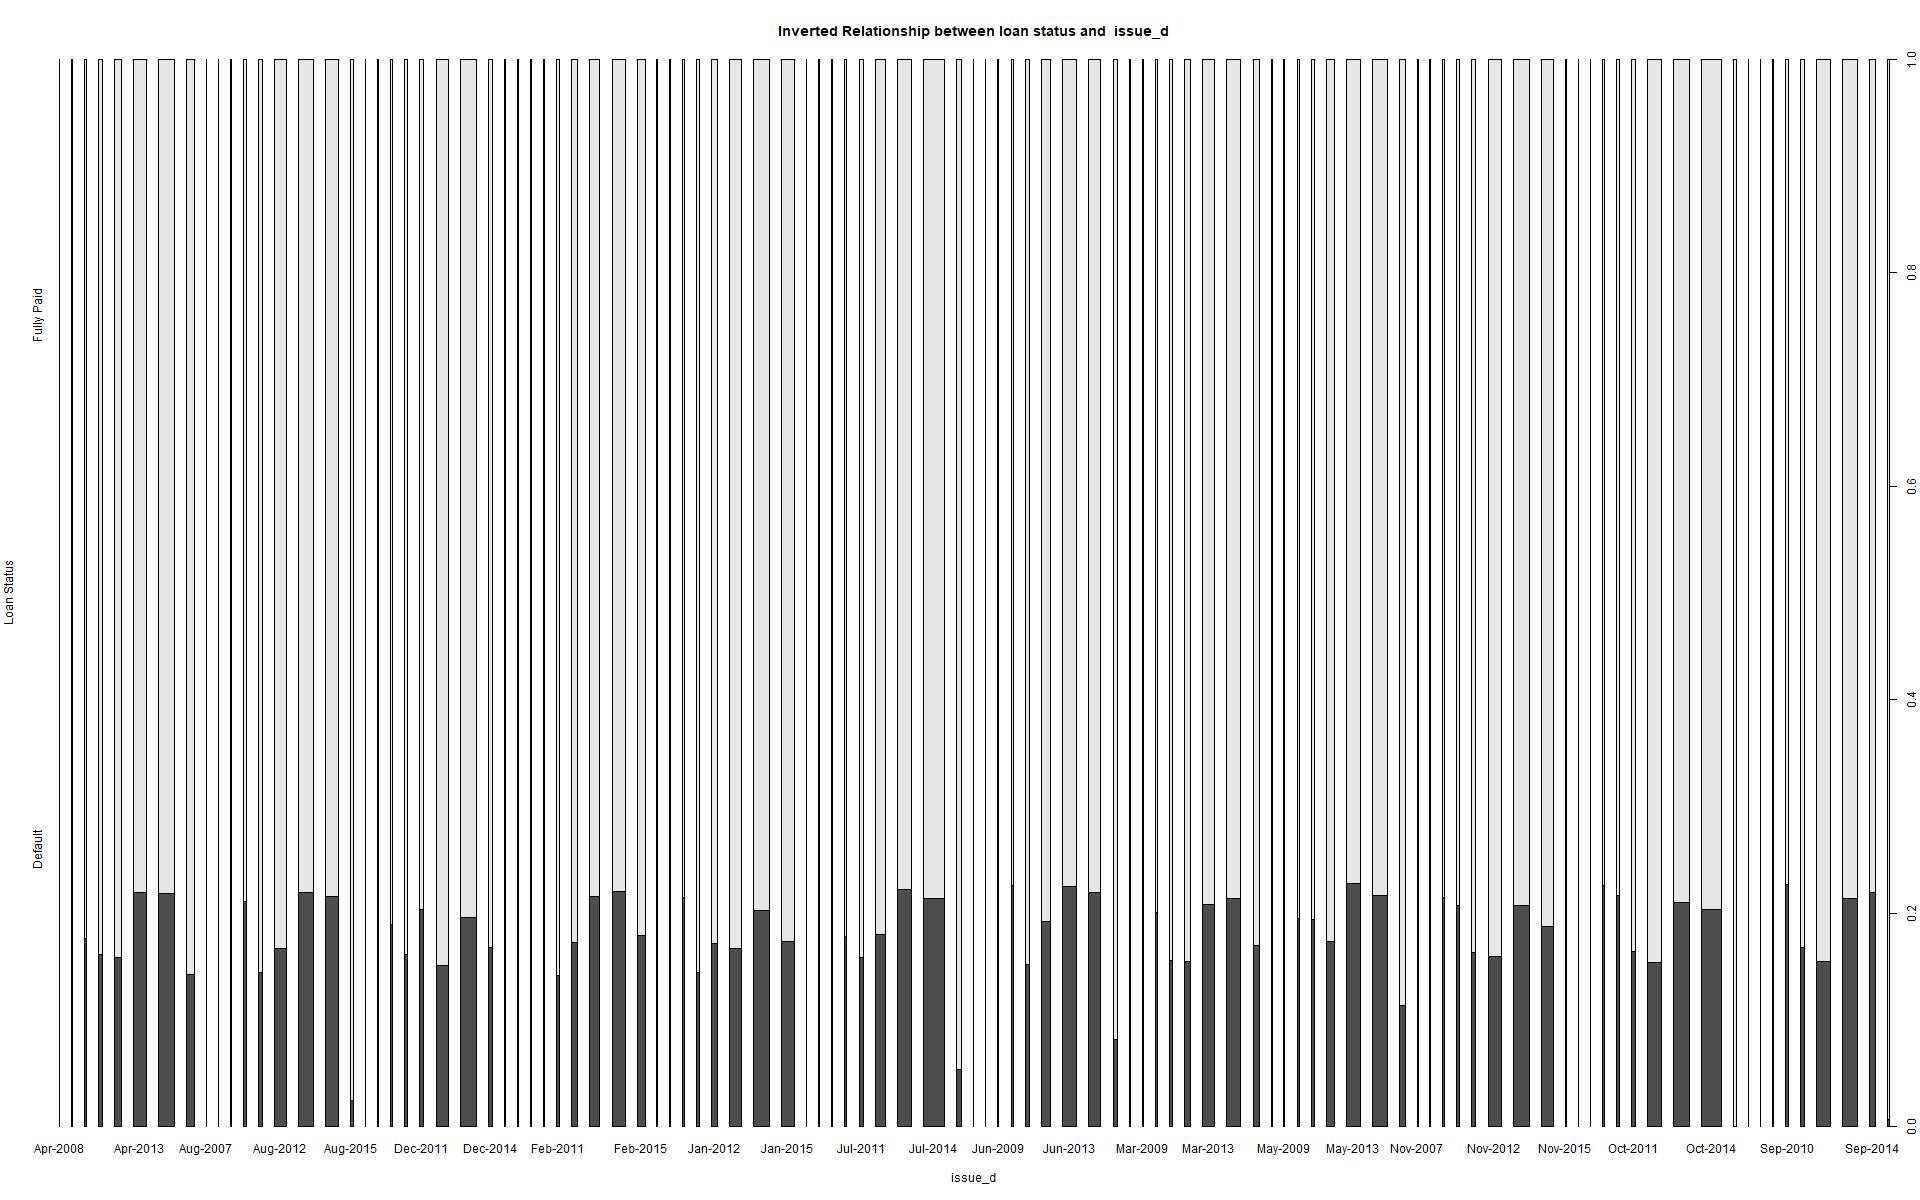 Inverted Relationship between loan status and  issue_d
Loan Status
Fully Paid
Default
1.0
0.8
0.6
0.4
0.2
0.0
Apr-2008 Apr-2013 Aug-2007 Aug-2012 Aug-2015 Dec-2011 Dec-2014 Feb-2011 Feb-2015 Jan-2012 Jan-2015 Jul-2011 Jul-2014 Jun-2009 Jun-2013 Mar-2009 Mar-2013 May-2009 May-2013 Nov-2007 Nov-2012 Nov-2015 Oct-2011 Oct-2014 Sep-2010 Sep-2014
issue_d